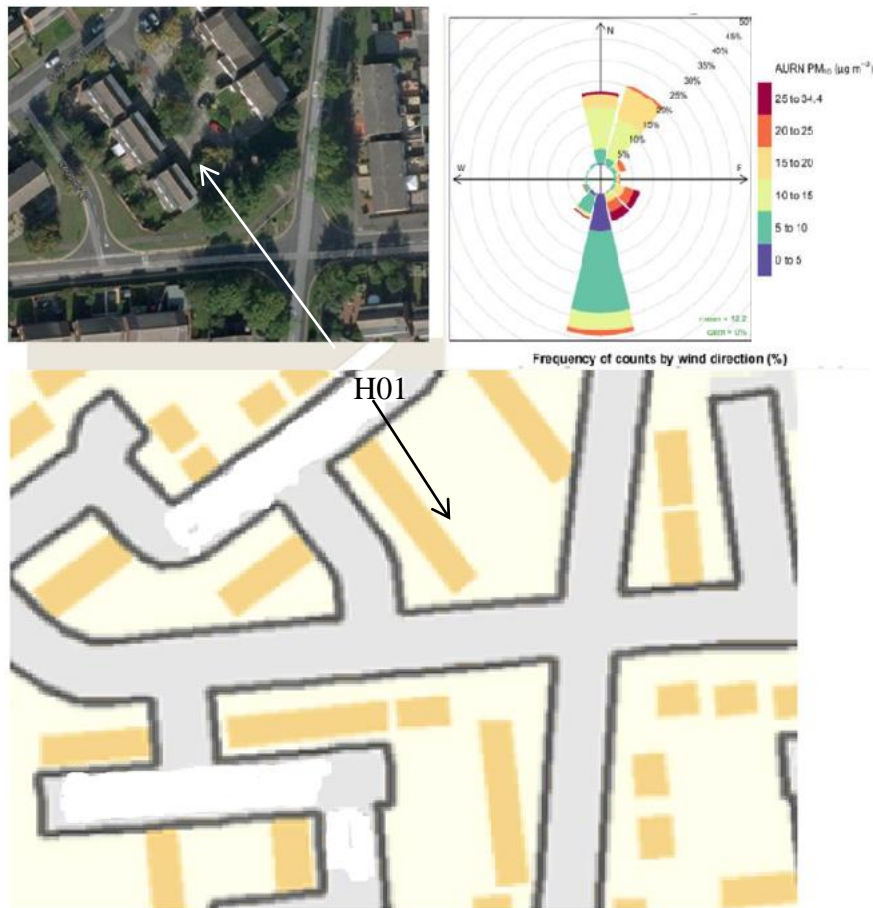 50%
45%
40%
35%
30%
25%
20%
15%
10%
5%
N
W
E
AURN PM₁₀ (µg m⁻³)
25 to 34.4
20 to 25
15 to 20
10 to 15
5 to 10
0 to 5
mean = 12.2
calm = 0%
Frequency of counts by wind direction (%)
H01